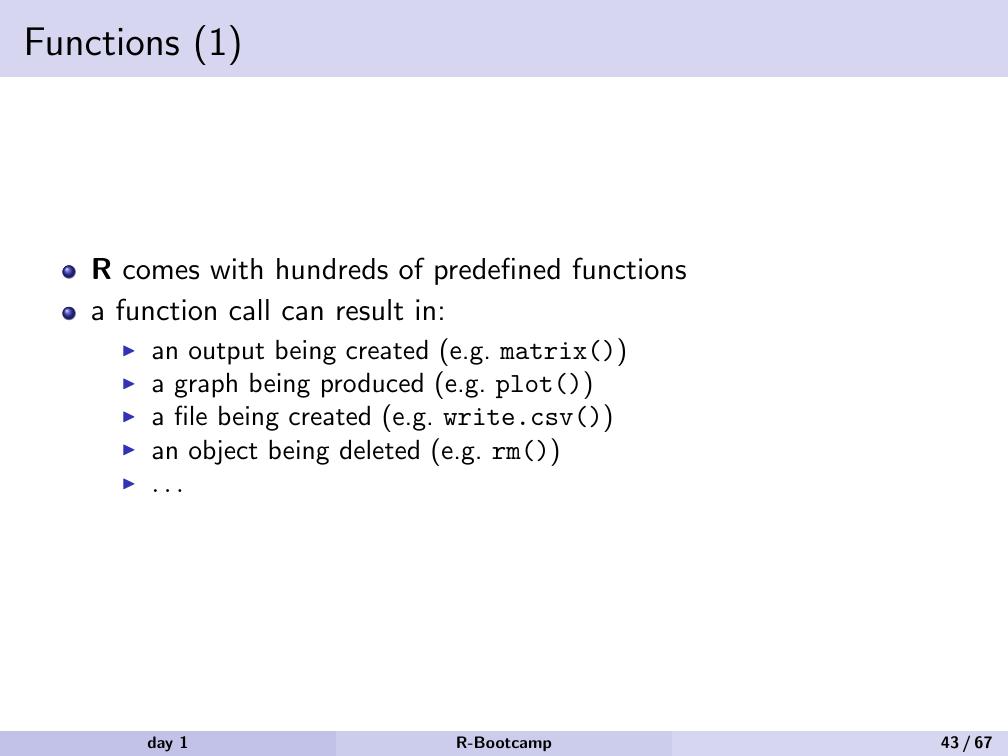 Functions (1)
R comes with hundreds of predefined functions
a function call can result in:
an output being created (e.g. matrix())
a graph being produced (e.g. plot())
a file being created (e.g. write.csv())
an object being deleted (e.g. rm())
...
day 1 R-Bootcamp 43 / 67